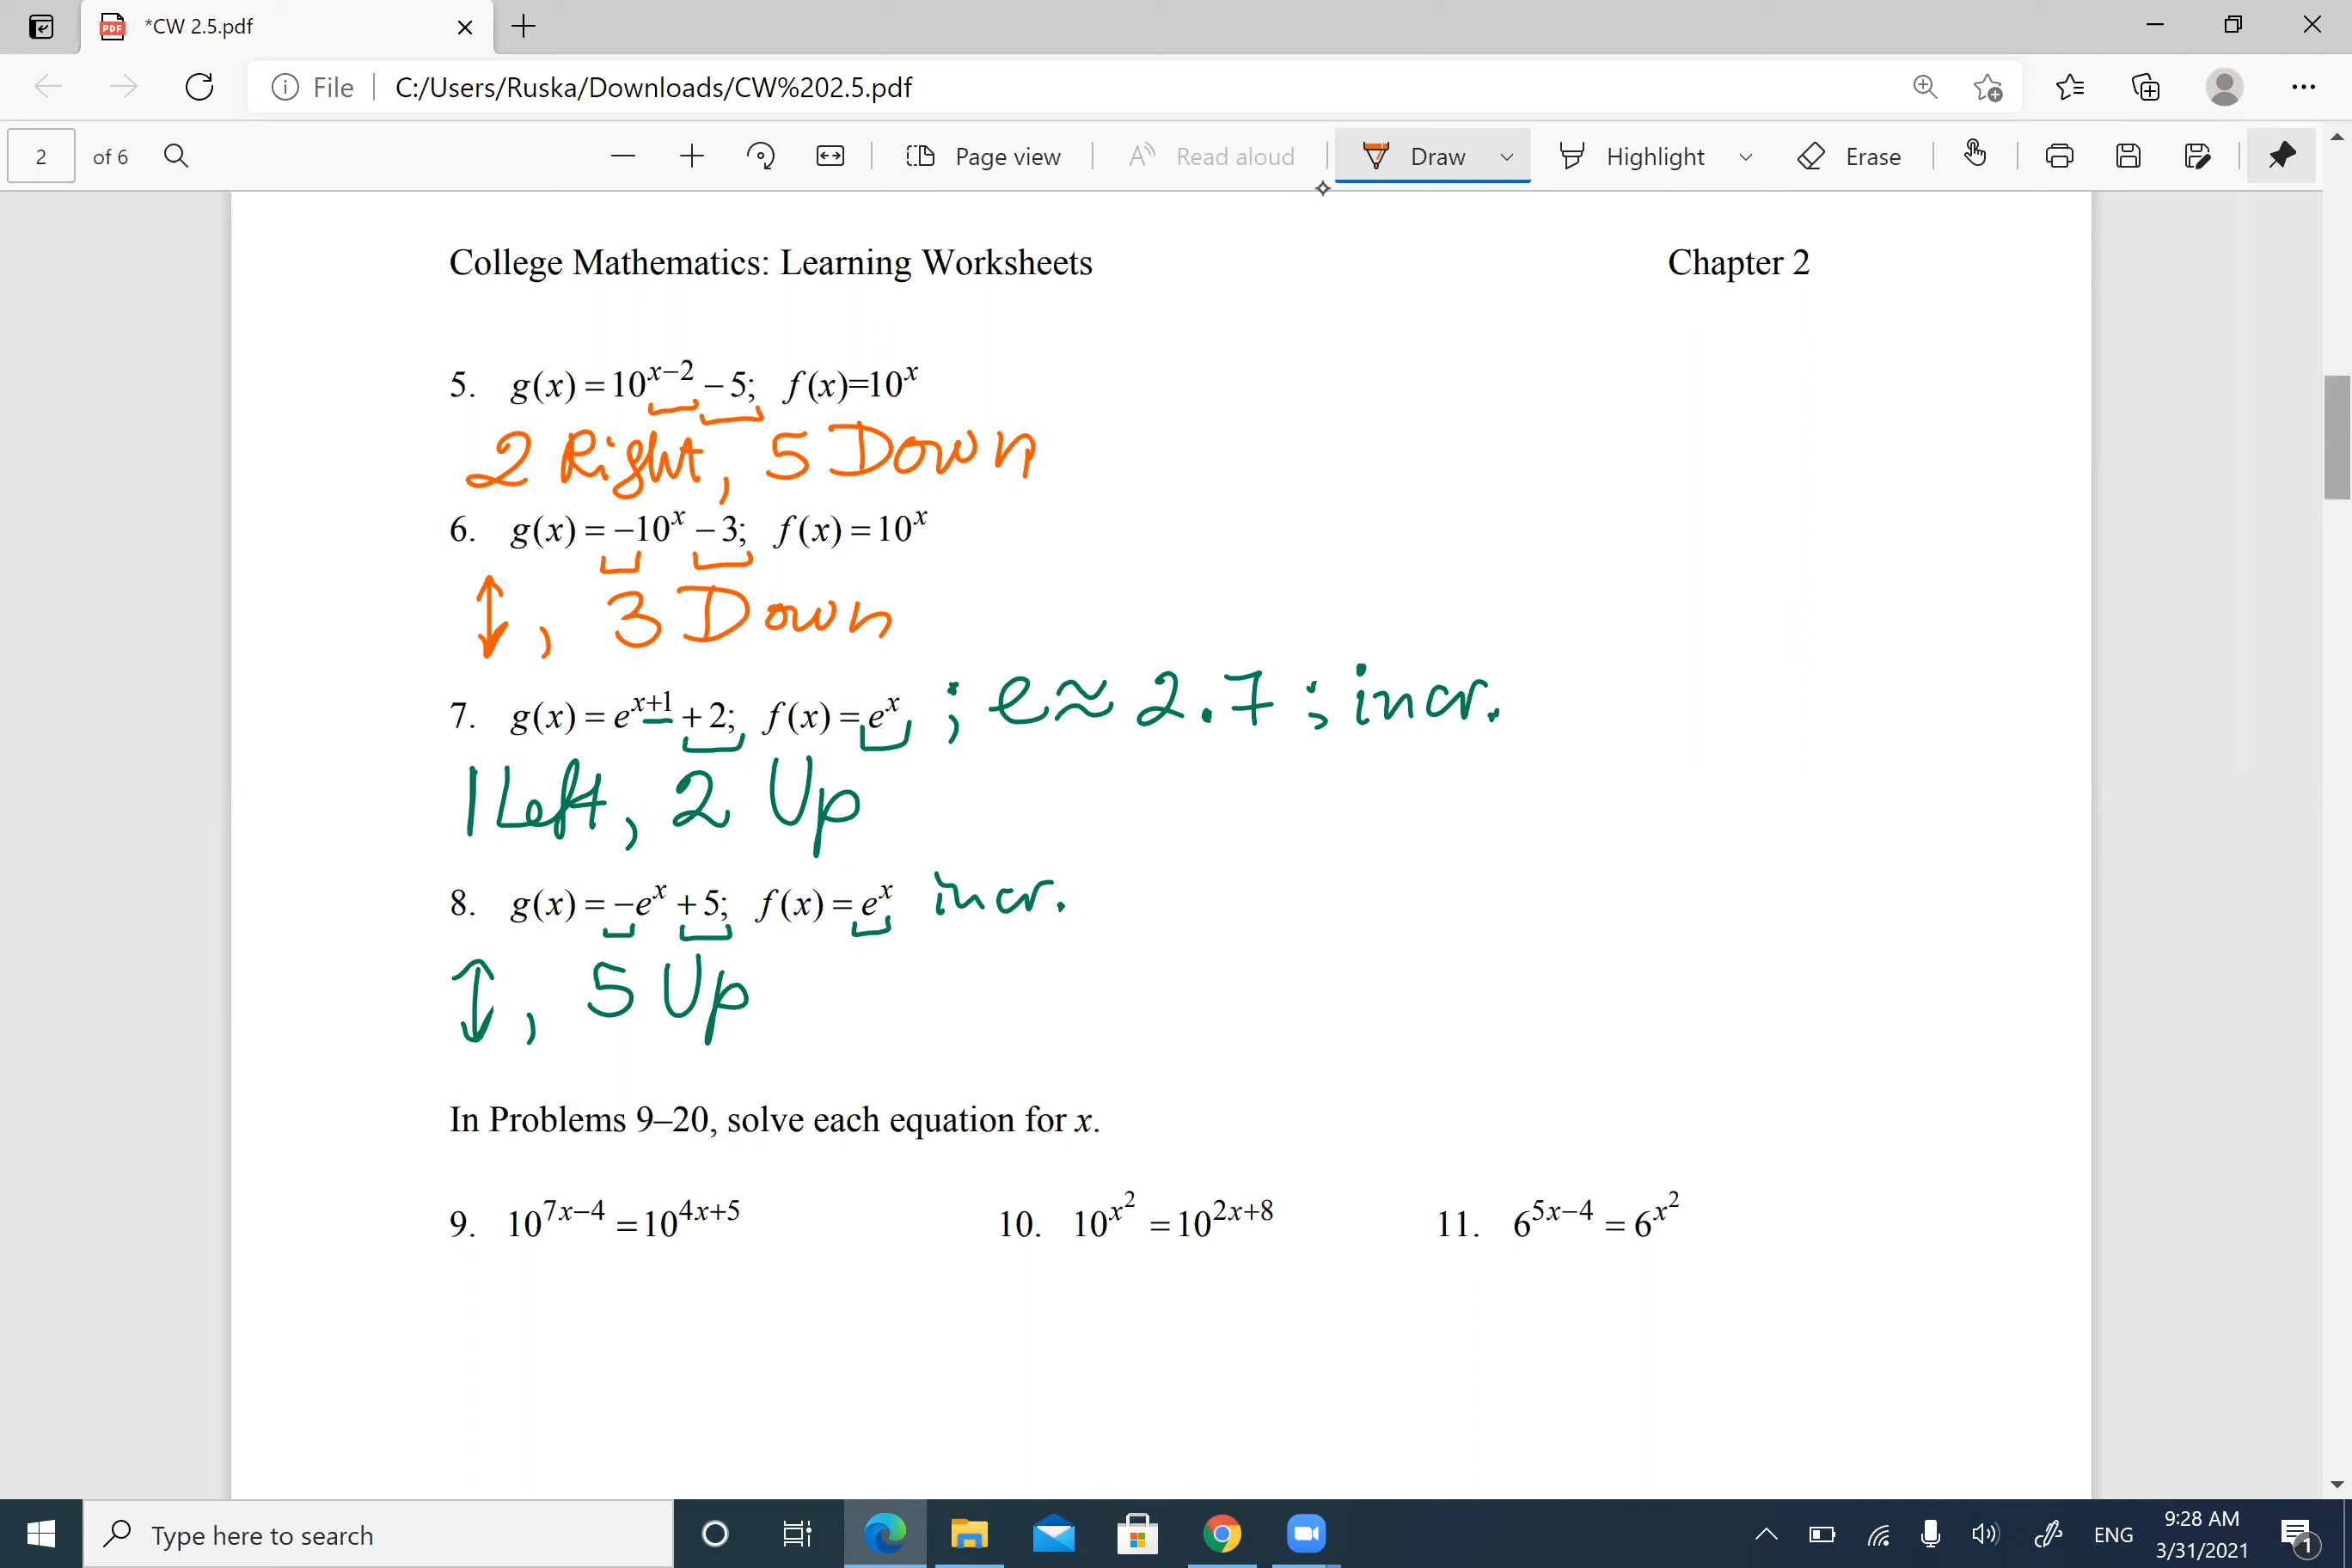 *CW 2.5.pdf
File C:/Users/Ruska/Downloads/CW%202.5.pdf
2 of 6 Page view Read aloud Draw Highlight Erase
College Mathematics: Learning Worksheets Chapter 2
5. g(x) = 10^{x−2} − 5; f(x)=10^x
2 Right, 5 Down
6. g(x) = −10^x − 3; f(x) = 10^x
↕, 3 Down
7. g(x) = e^{x+1} + 2; f(x) = e^x ; e ≈ 2.7 ; incr.
1 Left, 2 Up
8. g(x) = −e^x + 5; f(x) = e^x incr.
↕, 5 Up
In Problems 9–20, solve each equation for x.
9. 10^{7x−4} = 10^{4x+5} 10. 10^{x^2} = 10^{2x+8} 11. 6^{5x−4} = 6^{x^2}
Type here to search ENG 9:28 AM 1
3/31/2021